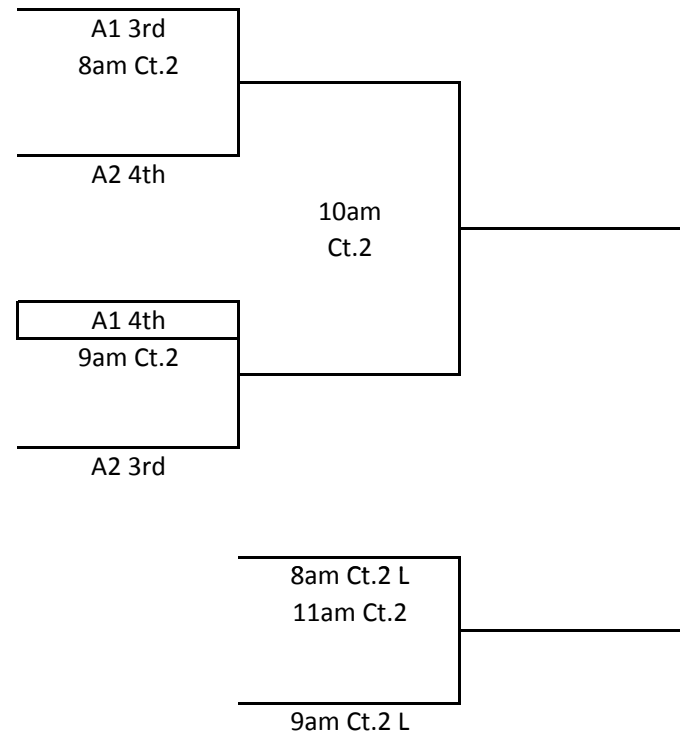 A1 3rd
8am Ct.2
A2 4th
10am
Ct.2
A1 4th
9am Ct.2
A2 3rd
8am Ct.2 L
11am Ct.2
9am Ct.2 L